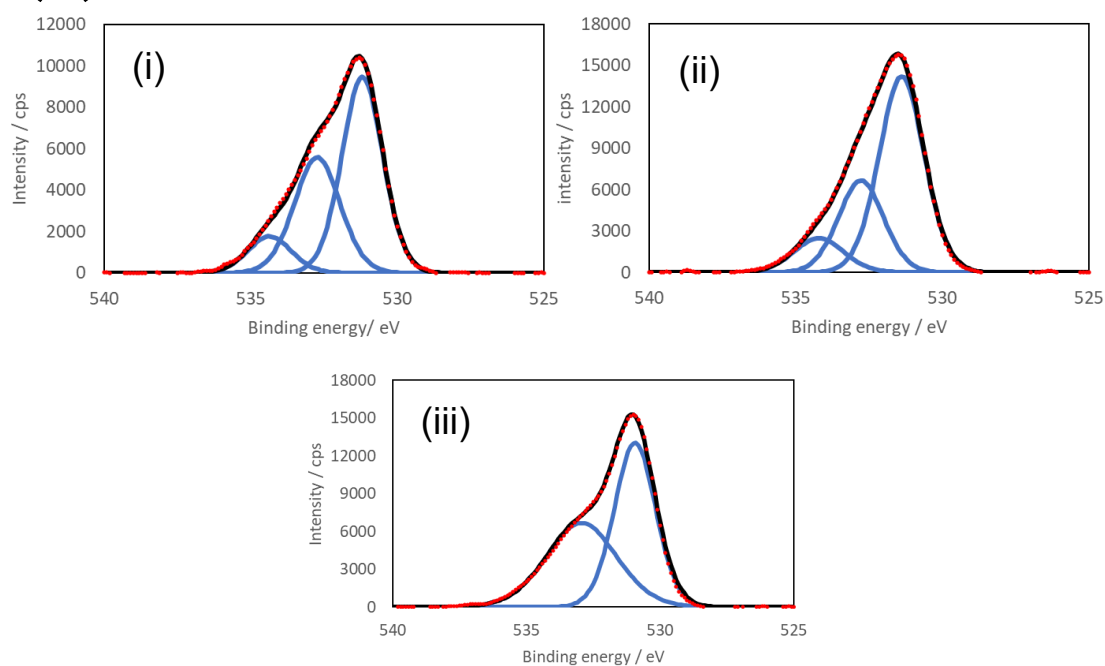 (i)
12000
10000
8000
6000
4000
2000
0
Intensity / cps
540 535 530 525
Binding energy/ eV
(ii)
18000
15000
12000
9000
6000
3000
0
intensity / cps
540 535 530 525
Binding energy / eV
(iii)
18000
15000
12000
9000
6000
3000
0
Intensity / cps
540 535 530 525
Binding energy / eV